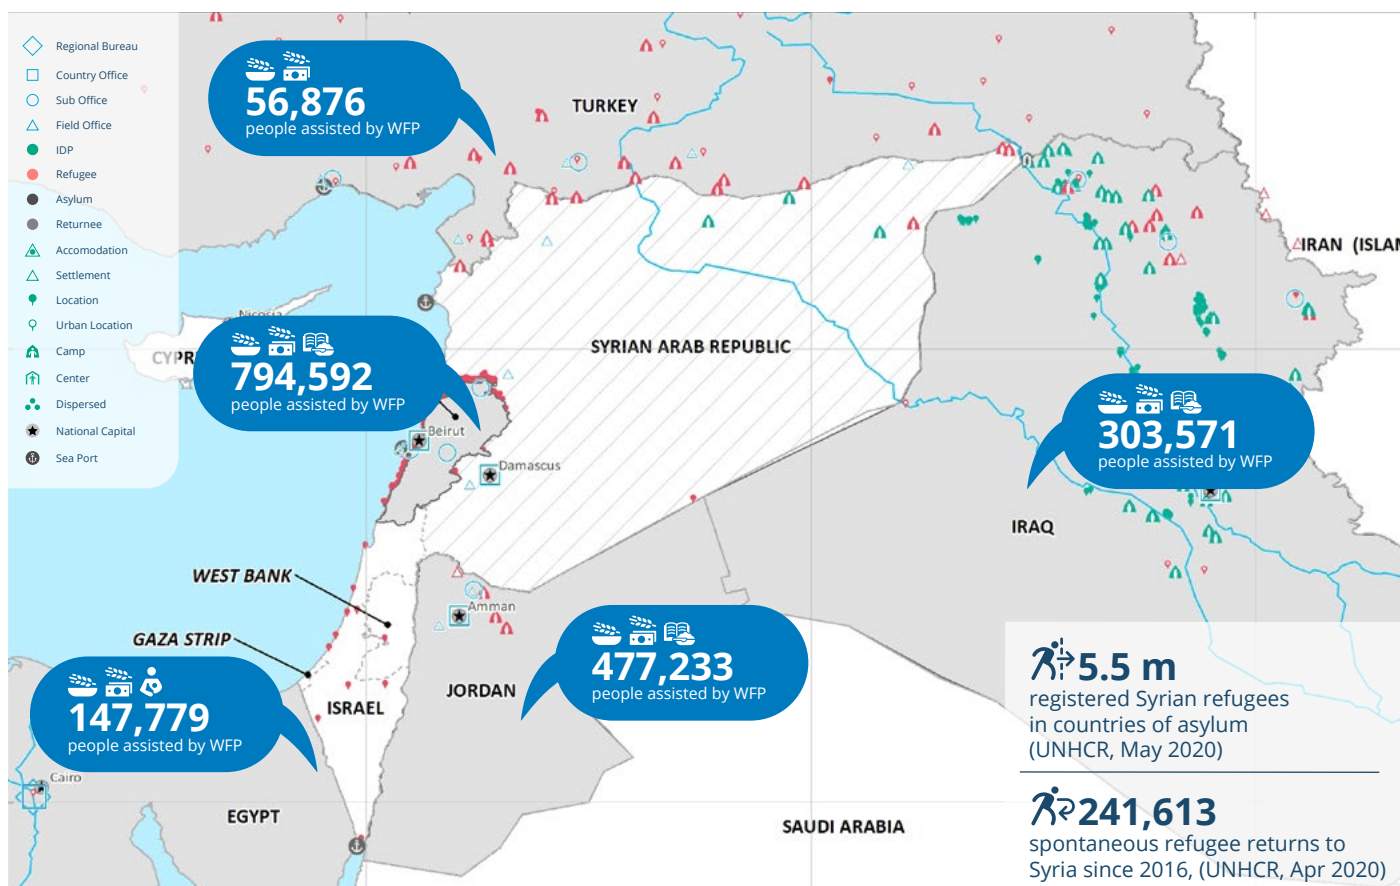 Regional Bureau
Country Office
Sub Office
Field Office
IDP
Refugee
Asylum
Returnee
Accomodation
Settlement
Location
Urban Location
Camp
Center
Dispersed
National Capital
Sea Port
56,876
people assisted by WFP
TURKEY
IRAN (ISLAM
Nicosia
CYPR
SYRIAN ARAB REPUBLIC
794,592
people assisted by WFP
Beirut
Damascus
303,571
people assisted by WFP
IRAQ
WEST BANK
Amman
GAZA STRIP
477,233
people assisted by WFP
JORDAN
ISRAEL
147,779
people assisted by WFP
Cairo
EGYPT
SAUDI ARABIA
5.5 m
registered Syrian refugees
in countries of asylum
(UNHCR, May 2020)
241,613
spontaneous refugee returns to
Syria since 2016, (UNHCR, Apr 2020)